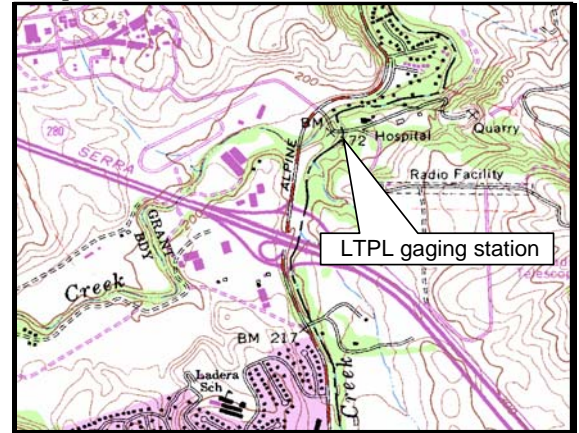 200
BM
72
Hospital
Quarry
280
SERRA
ALPINE
Radio Facility
GRANT
BDY
200
LTPL gaging station
Creek
BM 217
Ladera
Sch
Creek